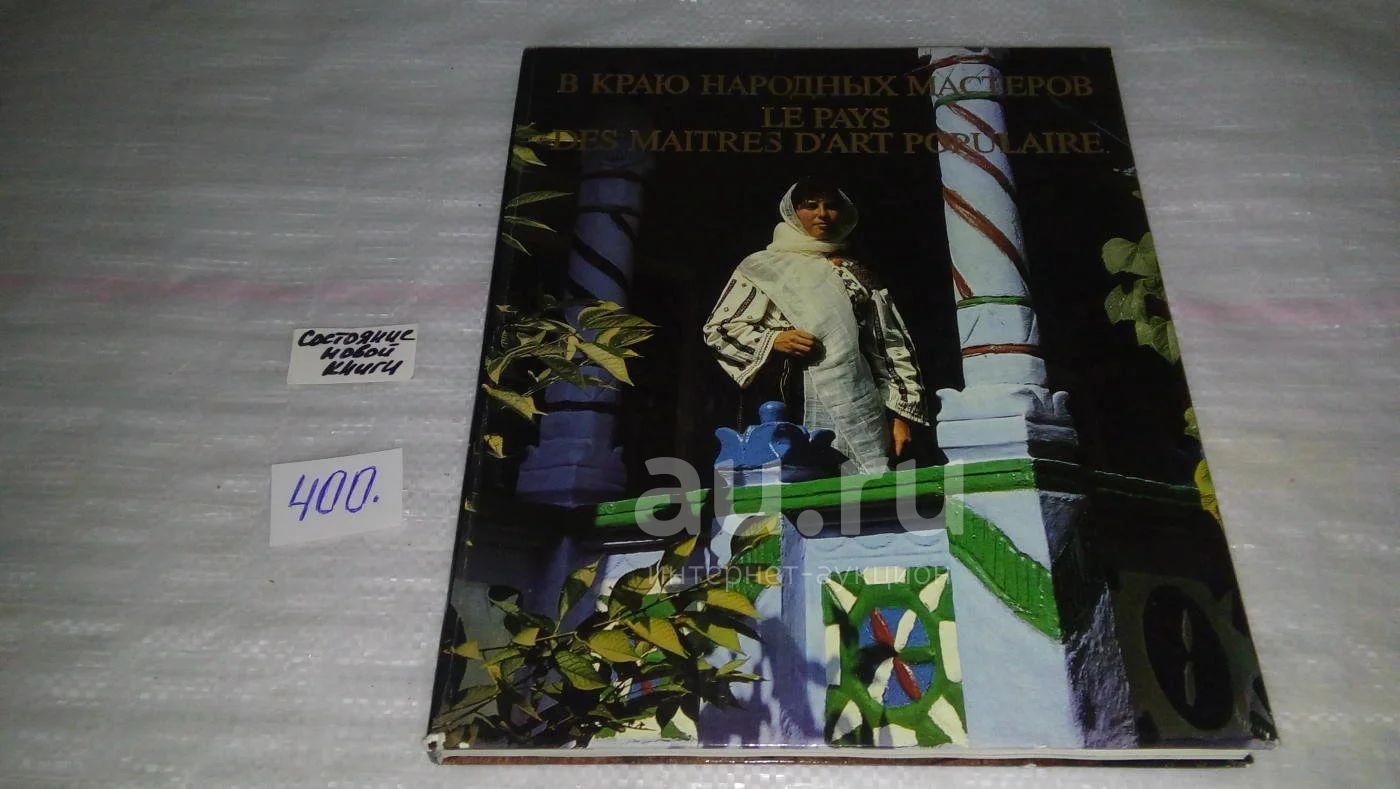 В КРАЮ НАРОДНЫХ МАСТЕРОВ
LE PAYS
DES MAITRES D'ART POPULAIRE
Состояние
новой
книги
400.
au.ru
интернет-аукцион